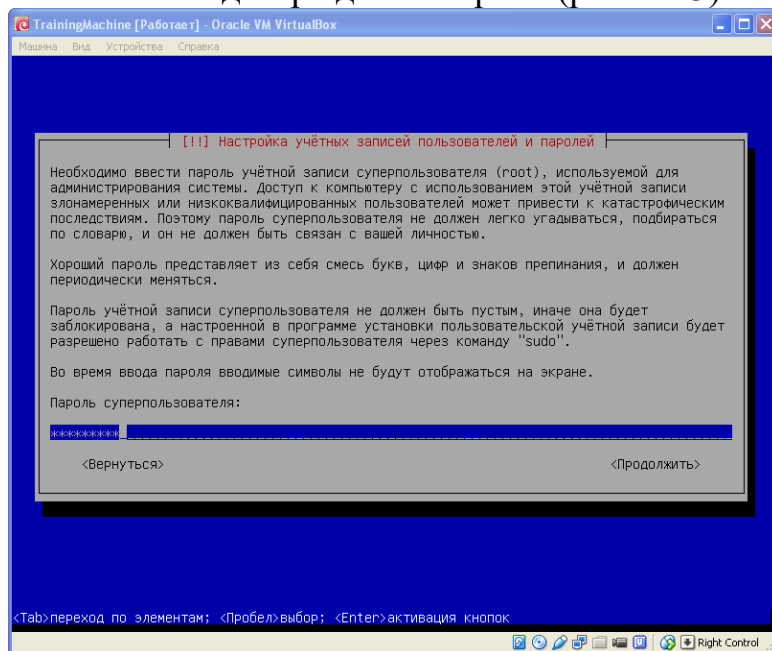 TrainingMachine [Работает] - Oracle VM VirtualBox
Машина Вид Устройства Справка
[!!] Настройка учётных записей пользователей и паролей
Необходимо ввести пароль учётной записи суперпользователя (root), используемой для
администрирования системы. Доступ к компьютеру с использованием этой учётной записи
злонамеренных или низкоквалифицированных пользователей может привести к катастрофическим
последствиям. Поэтому пароль суперпользователя не должен легко угадываться, подбираться
по словарю, и он не должен быть связан с вашей личностью.
Хороший пароль представляет из себя смесь букв, цифр и знаков препинания, и должен
периодически меняться.
Пароль учётной записи суперпользователя не должен быть пустым, иначе она будет
заблокирована, а настроенной в программе установки пользовательской учётной записи будет
разрешено работать с правами суперпользователя через команду "sudo".
Во время ввода пароля вводимые символы не будут отображаться на экране.
Пароль суперпользователя:
*********
<Вернуться> <Продолжить>
<Tab>переход по элементам; <Пробел>выбор; <Enter>активация кнопок
Right Control